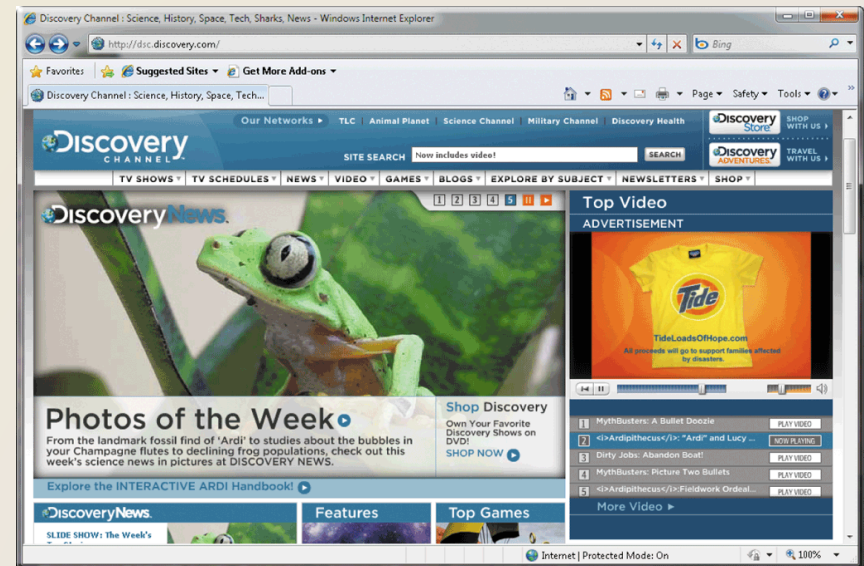 Discovery Channel : Science, History, Space, Tech, Sharks, News - Windows Internet Explorer
http://dsc.discovery.com/
Bing
Favorites Suggested Sites Get More Add-ons
Discovery Channel : Science, History, Space, Tech...
Page Safety Tools
Our Networks TLC Animal Planet Science Channel Military Channel Discovery Health
Discovery Store SHOP WITH US
Discovery CHANNEL
SITE SEARCH Now includes video! SEARCH
Discovery ADVENTURES TRAVEL WITH US
TV SHOWS TV SCHEDULES NEWS VIDEO GAMES BLOGS EXPLORE BY SUBJECT NEWSLETTERS SHOP
Discovery News.
1 2 3 4 5
Top Video
ADVERTISEMENT
Tide
TideLoadsOfHope.com
All proceeds will go to support families affected
by disasters.
Photos of the Week
From the landmark fossil find of 'Ardi' to studies about the bubbles in
your Champagne flutes to declining frog populations, check out this
week's science news in pictures at DISCOVERY NEWS.
Shop Discovery
Own Your Favorite
Discovery Shows on
DVD!
SHOP NOW
Explore the INTERACTIVE ARDI Handbook!
1 MythBusters: A Bullet Doozie PLAY VIDEO
2 <i>Ardipithecus</i>: "Ardi" and Lucy ... NOW PLAYING
3 Dirty Jobs: Abandon Boat! PLAY VIDEO
4 MythBusters: Picture Two Bullets PLAY VIDEO
5 <i>Ardipithecus</i>:Fieldwork Ordeal... PLAY VIDEO
More Video
Discovery News.
SLIDE SHOW: The Week's
Features
Top Games
Internet | Protected Mode: On
100%